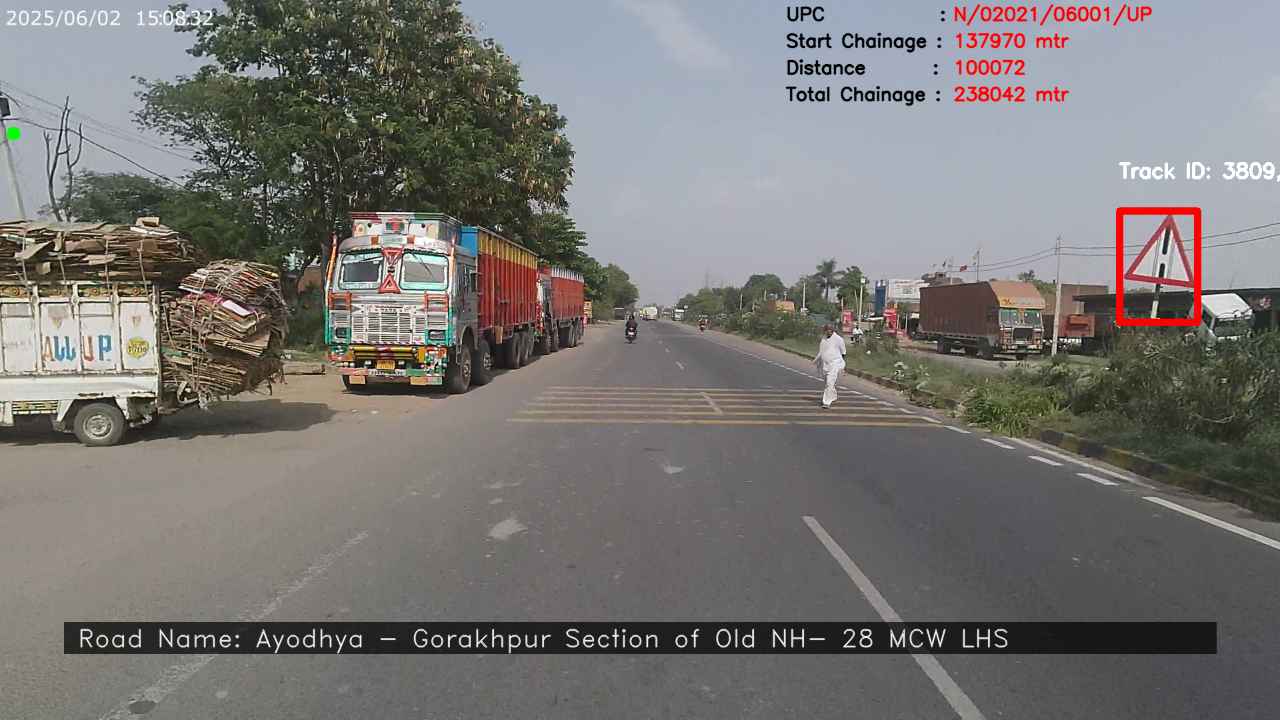 2025/06/02 15:08:32
UPC : N/02021/06001/UP
Start Chainage : 137970 mtr
Distance : 100072
Total Chainage : 238042 mtr
Track ID: 3809,
ALL U P
Road Name: Ayodhya - Gorakhpur Section of Old NH- 28 MCW LHS